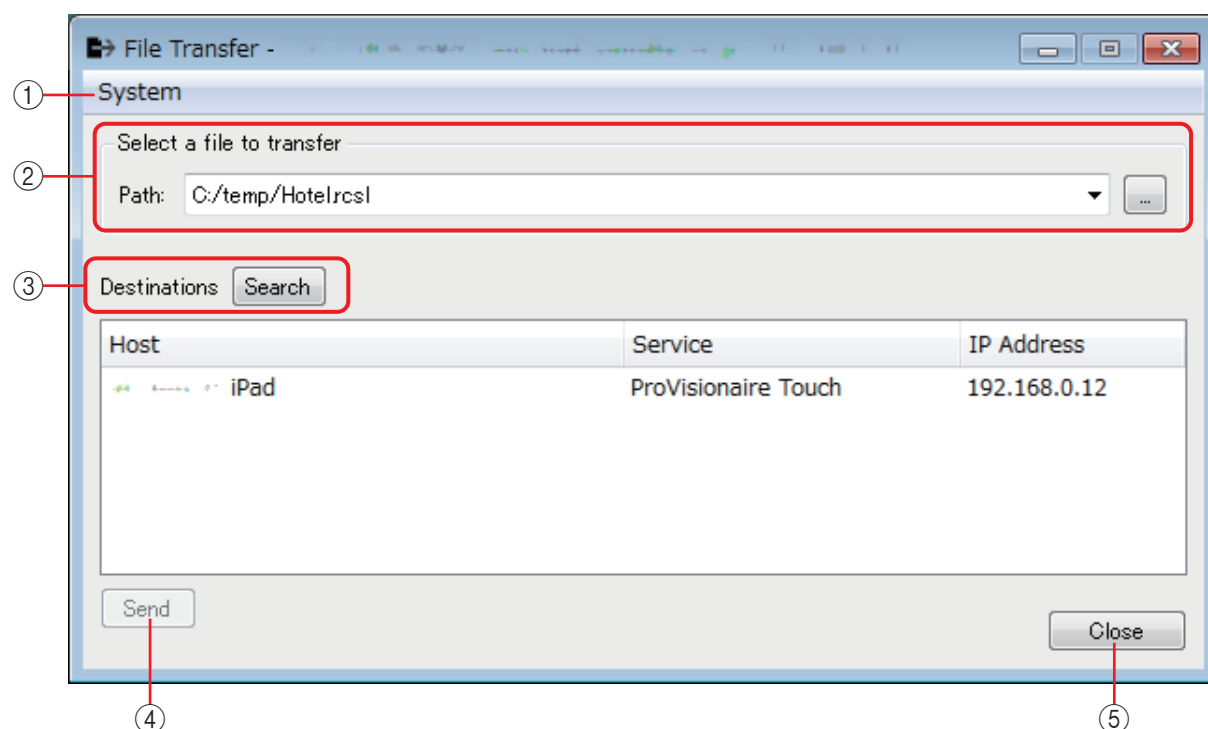 File Transfer -
① System
Select a file to transfer
② Path: C:/temp/Hotel.rcsl ...
③ Destinations Search
Host Service IP Address
iPad ProVisionaire Touch 192.168.0.12
Send
Close
④ ⑤